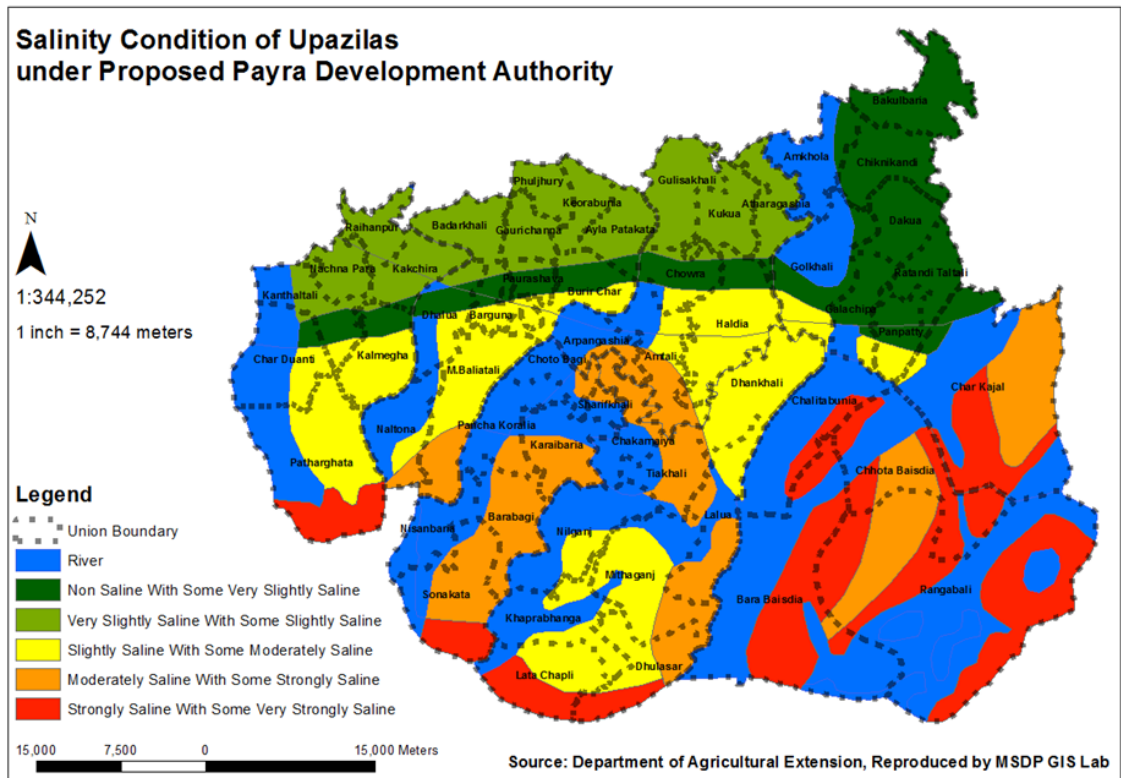 Salinity Condition of Upazilas
under Proposed Payra Development Authority
Bakulbaria
Amkhola
Chiknikandi
Phuljhury
Gulisakhali
Keorabunia
Atharagashia
Kukua
Dakua
Raihanpur
Badarkhali
Gaurichanna
Ayla Patakata
N
Nachna Para
Kakchira
Golkhali
Ratandi Taltali
Paurashava
Chowra
1:344,252
Kanthaltali
Burir Char
Galachipa
1 inch = 8,744 meters
Dhalua
Barguna
Haldia
Panpatty
Arpangashia
Char Duanti
Kalmegha
Choto Bagi
Amtali
M.Baliatali
Dhankhali
Char Kajal
Chalitabunia
Sharifkhali
Naltona
Pancha Koralia
Karaibaria
Chakamaiya
Patharghata
Tiakhali
Chhota Baisdia
Legend
Barabagi
Lalua
Nisanbaria
Nilganj
Union Boundary
River
Mithaganj
Non Saline With Some Very Slightly Saline
Sonakata
Bara Baisdia
Rangabali
Khaprabhanga
Very Slightly Saline With Some Slightly Saline
Slightly Saline With Some Moderately Saline
Lata Chapli
Dhulasar
Moderately Saline With Some Strongly Saline
Strongly Saline With Some Very Strongly Saline
15,000 7,500 0 15,000 Meters
Source: Department of Agricultural Extension, Reproduced by MSDP GIS Lab